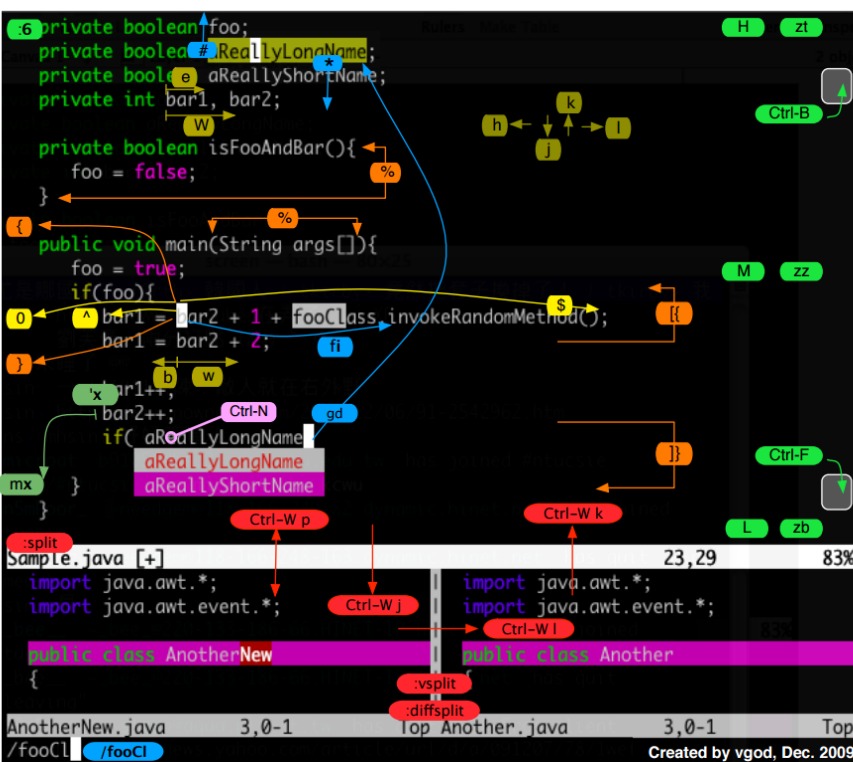 :6 private boolean foo; H zt
private boolea # aReallyLongName;
private boole e aReallyShortName; *
private int bar1, bar2; k Ctrl-B
W h l
private boolean isFooAndBar(){ j
foo = false; %
}
{ %
public void main(String args[]){
foo = true; M zz
if(foo){ $
0 ^ bar1 = bar2 + 1 + fooClass.invokeRandomMethod(); [{
bar1 = bar2 + 2; fi
} b w
'x bar1++,
bar2++; Ctrl-N gd
if( aReallyLongName
aReallyLongName ]} Ctrl-F
mx } aReallyShortName
} Ctrl-W p Ctrl-W k L zb
:split
Sample.java [+] 23,29 83%
import java.awt.*; import java.awt.*;
import java.awt.event.*; Ctrl-W j import java.awt.event.*;
Ctrl-W l
public class AnotherNew public class Another
{ :vsplit {
:diffsplit
AnotherNew.java 3,0-1 Top Another.java 3,0-1 Top
/fooCl /fooCl Created by vgod, Dec. 2009